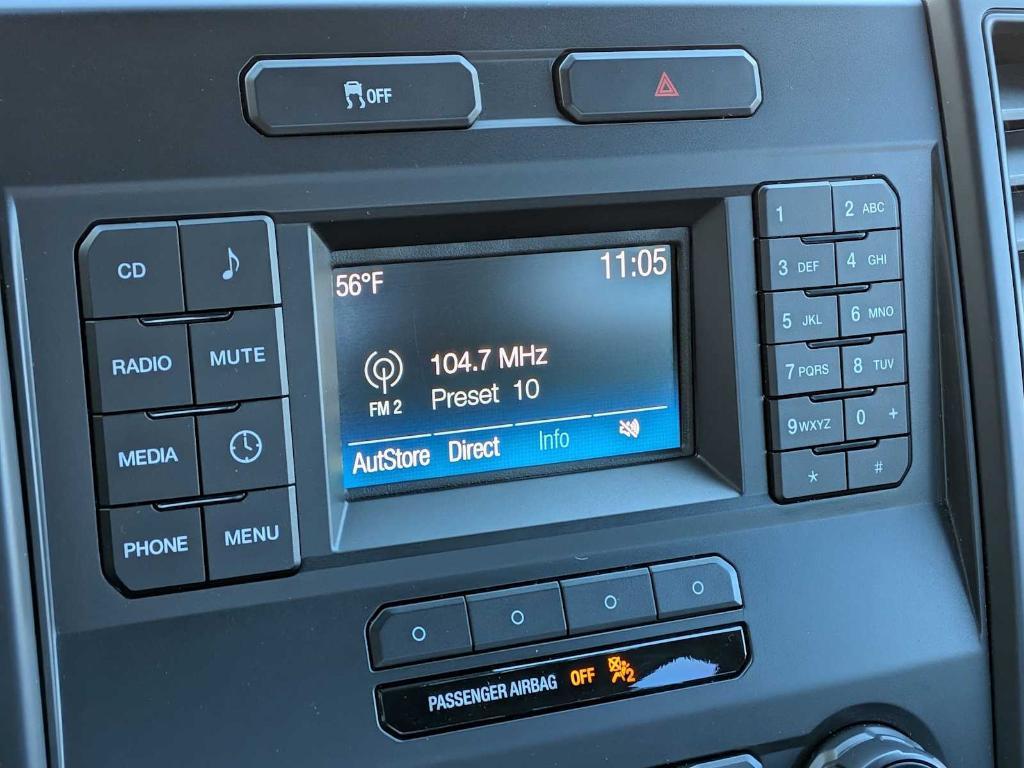 OFF
CD
RADIO MUTE
MEDIA
PHONE MENU
56°F 11:05
104.7 MHz
FM 2 Preset 10
AutStore Direct Info
1 2 ABC
3 DEF 4 GHI
5 JKL 6 MNO
7 PQRS 8 TUV
9 WXYZ 0 +
* #
PASSENGER AIRBAG OFF 2